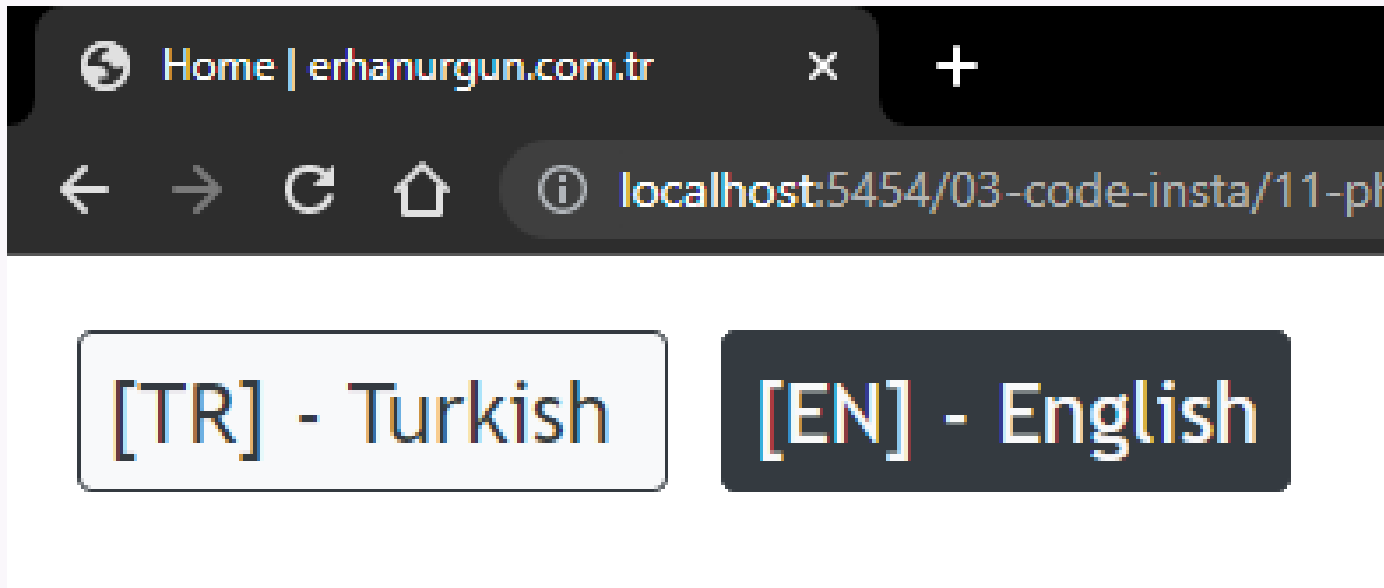 Home | erhanurgun.com.tr
localhost:5454/03-code-insta/11-ph
[TR] - Turkish [EN] - English